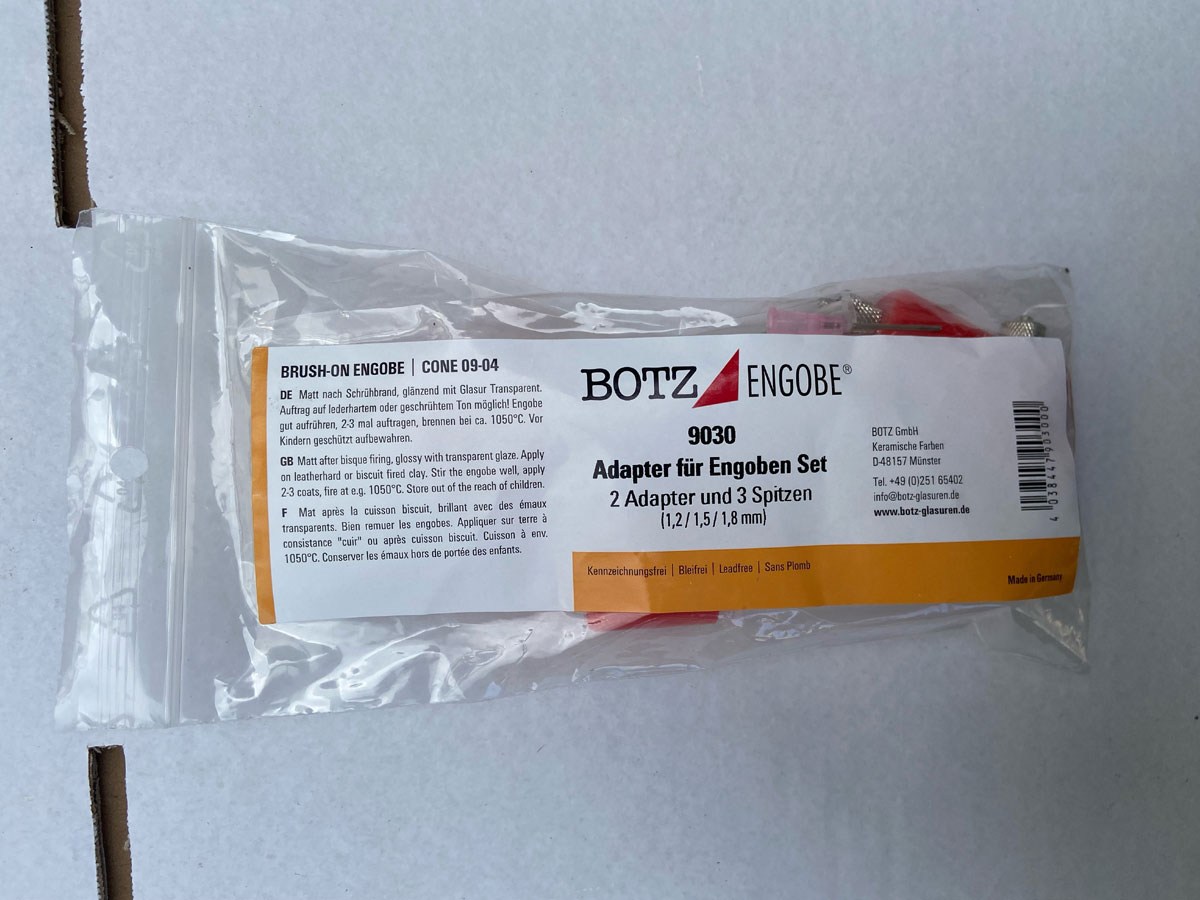 BRUSH-ON ENGOBE | CONE 09-04
DE Matt nach Schrühbrand, glänzend mit Glasur Transparent.
Auftrag auf lederhartem oder geschrühtem Ton möglich! Engobe
gut aufrühren, 2-3 mal auftragen, brennen bei ca. 1050°C. Vor
Kindern geschützt aufbewahren.
GB Matt after bisque firing, glossy with transparent glaze. Apply
on leatherhard or biscuit fired clay. Stir the engobe well, apply
2-3 coats, fire at e.g. 1050°C. Store out of the reach of children.
F Mat après la cuisson biscuit, brillant avec des émaux
transparents. Bien remuer les engobes. Appliquer sur terre à
consistance "cuir" ou après cuisson biscuit. Cuisson à env.
1050°C. Conserver les émaux hors de portée des enfants.
BOTZ ENGOBE®
9030
Adapter für Engoben Set
2 Adapter und 3 Spitzen
(1,2 / 1,5 / 1,8 mm)
BOTZ GmbH
Keramische Farben
D-48157 Münster
Tel. +49 (0)251 65402
info@botz-glasuren.de
www.botz-glasuren.de
4 038447 903000
Kennzeichnungsfrei | Bleifrei | Leadfree | Sans Plomb
Made in Germany